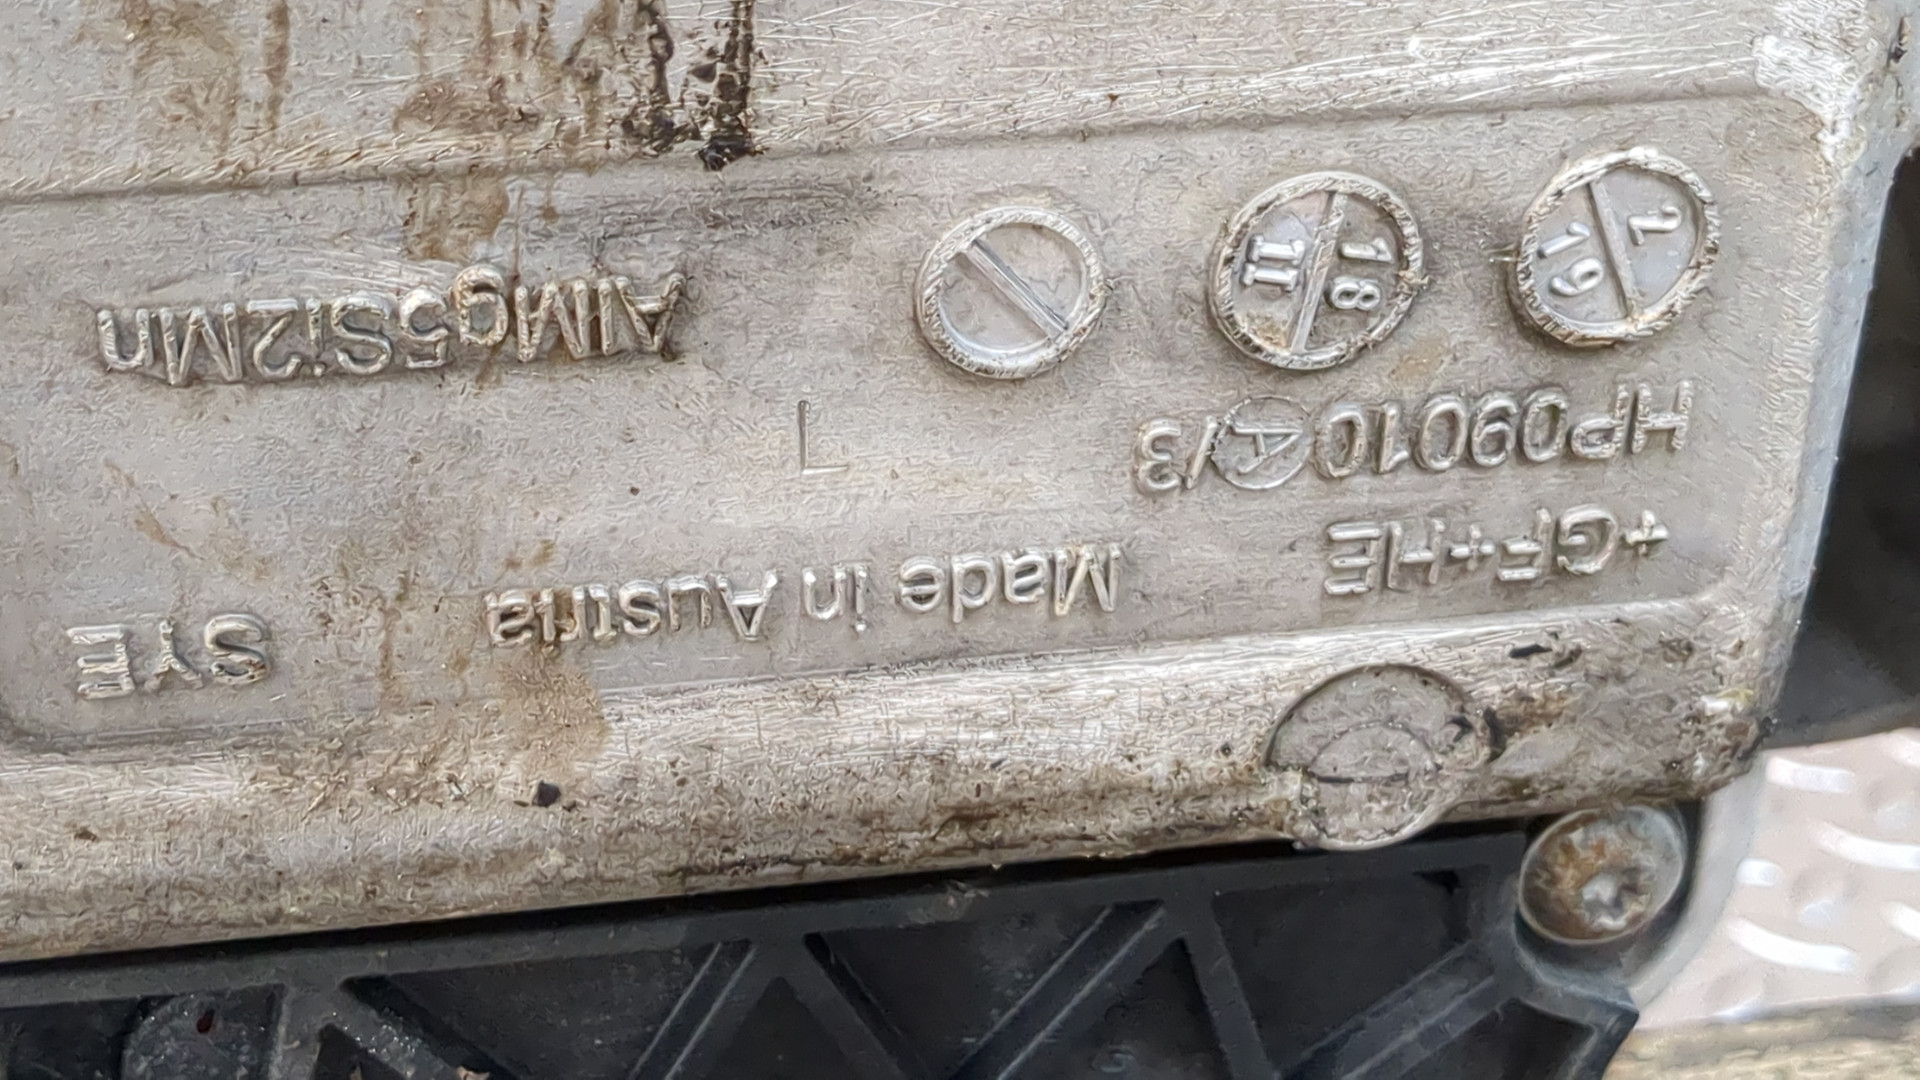 +GF+HE
Made in Austria
SYE
HP09010A/3
L
2
19
18
11
AlMg5Si2Mn